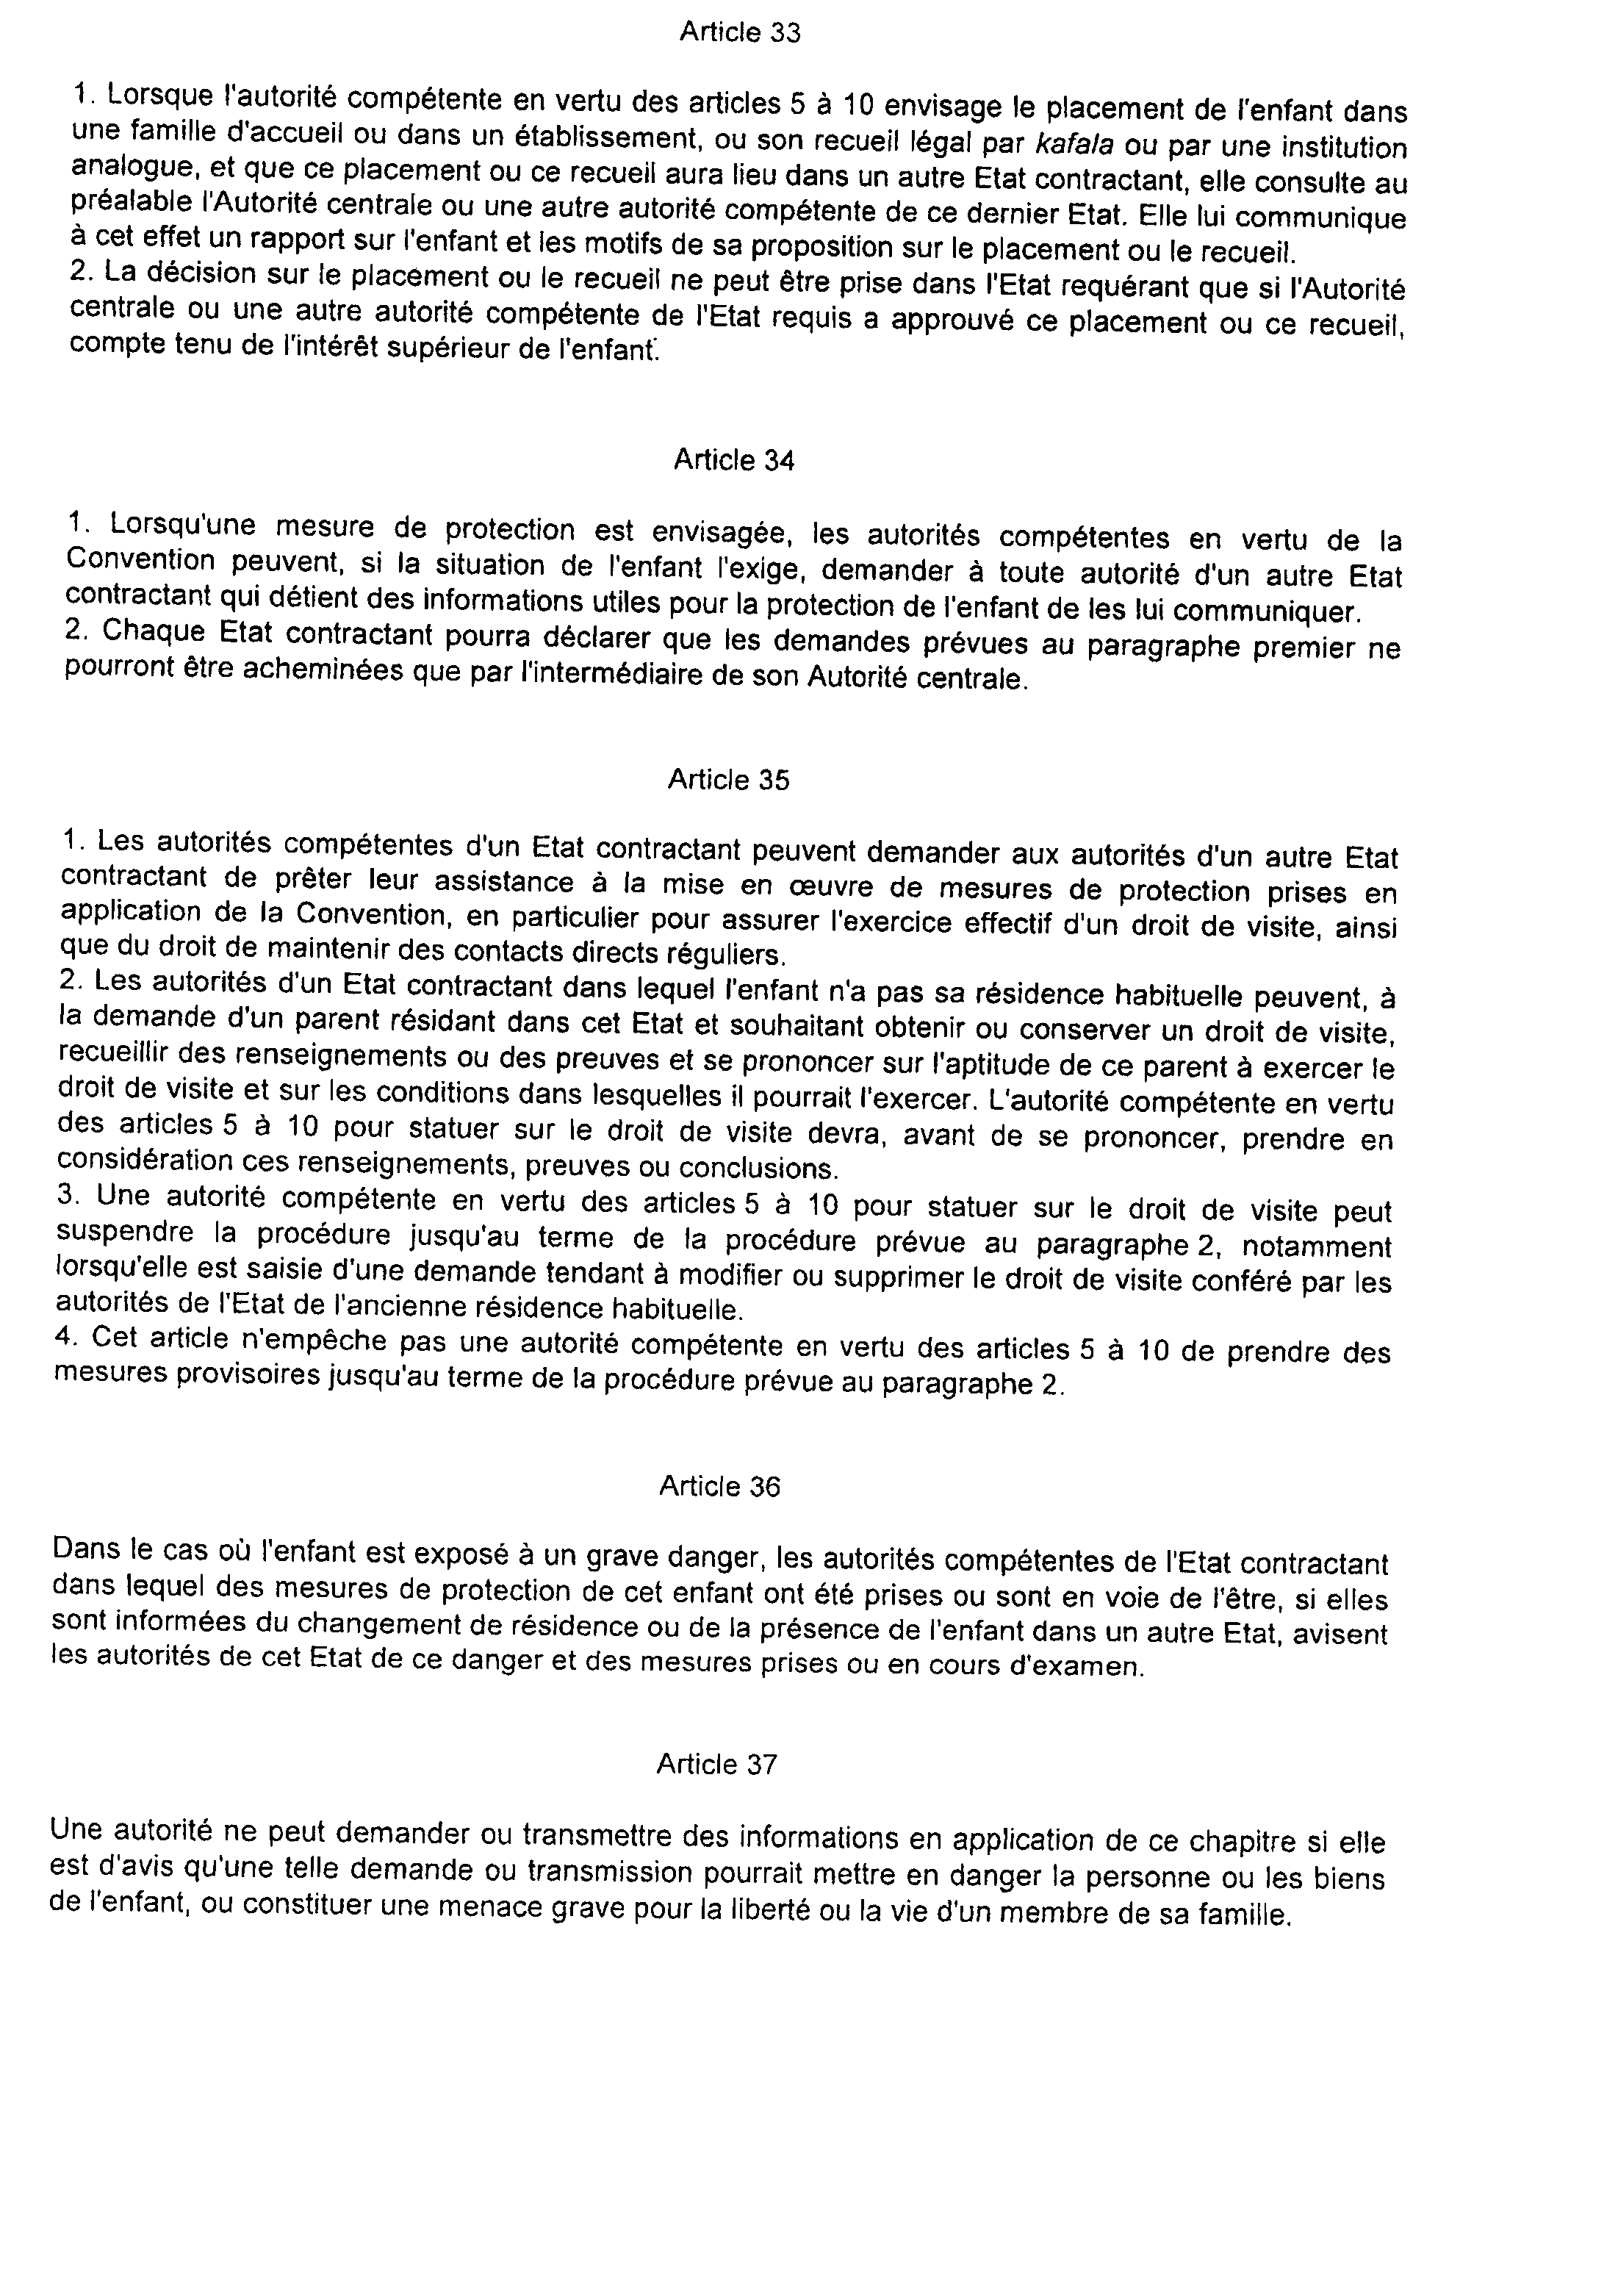 Article 33
1. Lorsque l'autorité compétente en vertu des articles 5 à 10 envisage le placement de l'enfant dans
une famille d'accueil ou dans un établissement, ou son recueil légal par kafala ou par une institution
analogue, et que ce placement ou ce recueil aura lieu dans un autre Etat contractant, elle consulte au
préalable l'Autorité centrale ou une autre autorité compétente de ce dernier Etat. Elle lui communique
à cet effet un rapport sur l'enfant et les motifs de sa proposition sur le placement ou le recueil.
2. La décision sur le placement ou le recueil ne peut être prise dans l'Etat requérant que si l'Autorité
centrale ou une autre autorité compétente de l'Etat requis a approuvé ce placement ou ce recueil,
compte tenu de l'intérêt supérieur de l'enfant.
Article 34
1. Lorsqu'une mesure de protection est envisagée, les autorités compétentes en vertu de la
Convention peuvent, si la situation de l'enfant l'exige, demander à toute autorité d'un autre Etat
contractant qui détient des informations utiles pour la protection de l'enfant de les lui communiquer.
2. Chaque Etat contractant pourra déclarer que les demandes prévues au paragraphe premier ne
pourront être acheminées que par l'intermédiaire de son Autorité centrale.
Article 35
1. Les autorités compétentes d'un Etat contractant peuvent demander aux autorités d'un autre Etat
contractant de prêter leur assistance à la mise en œuvre de mesures de protection prises en
application de la Convention, en particulier pour assurer l'exercice effectif d'un droit de visite, ainsi
que du droit de maintenir des contacts directs réguliers.
2. Les autorités d'un Etat contractant dans lequel l'enfant n'a pas sa résidence habituelle peuvent, à
la demande d'un parent résidant dans cet Etat et souhaitant obtenir ou conserver un droit de visite,
recueillir des renseignements ou des preuves et se prononcer sur l'aptitude de ce parent à exercer le
droit de visite et sur les conditions dans lesquelles il pourrait l'exercer. L'autorité compétente en vertu
des articles 5 à 10 pour statuer sur le droit de visite devra, avant de se prononcer, prendre en
considération ces renseignements, preuves ou conclusions.
3. Une autorité compétente en vertu des articles 5 à 10 pour statuer sur le droit de visite peut
suspendre la procédure jusqu'au terme de la procédure prévue au paragraphe 2, notamment
lorsqu'elle est saisie d'une demande tendant à modifier ou supprimer le droit de visite conféré par les
autorités de l'Etat de l'ancienne résidence habituelle.
4. Cet article n'empêche pas une autorité compétente en vertu des articles 5 à 10 de prendre des
mesures provisoires jusqu'au terme de la procédure prévue au paragraphe 2.
Article 36
Dans le cas où l'enfant est exposé à un grave danger, les autorités compétentes de l'Etat contractant
dans lequel des mesures de protection de cet enfant ont été prises ou sont en voie de l'être, si elles
sont informées du changement de résidence ou de la présence de l'enfant dans un autre Etat, avisent
les autorités de cet Etat de ce danger et des mesures prises ou en cours d'examen.
Article 37
Une autorité ne peut demander ou transmettre des informations en application de ce chapitre si elle
est d'avis qu'une telle demande ou transmission pourrait mettre en danger la personne ou les biens
de l'enfant, ou constituer une menace grave pour la liberté ou la vie d'un membre de sa famille.